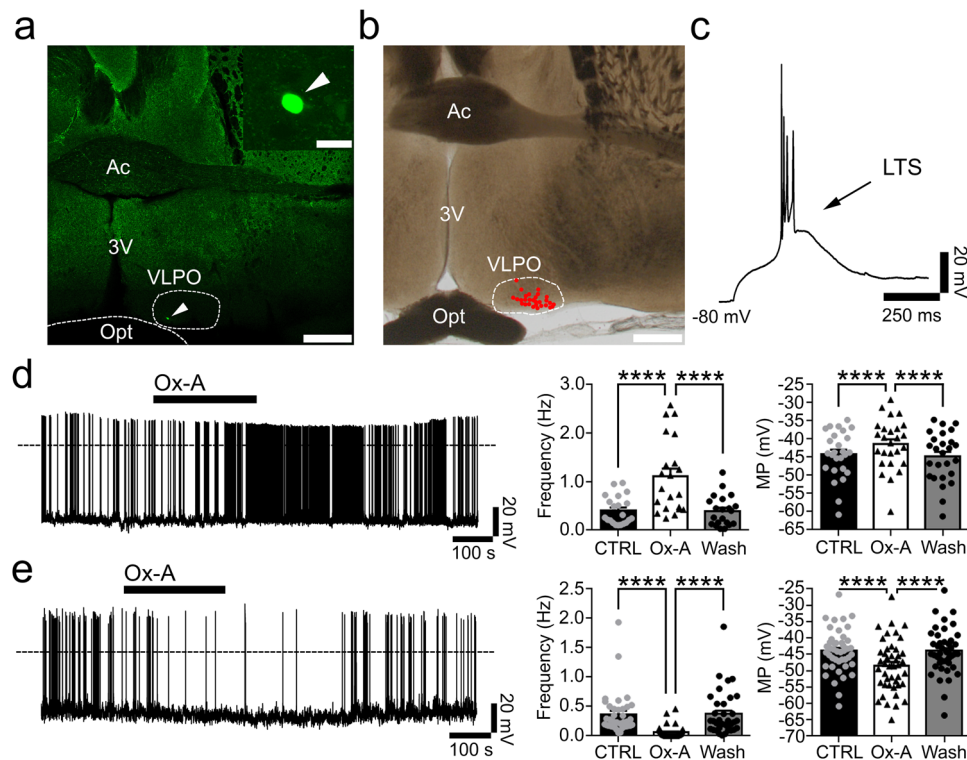 a
Ac
3V
VLPO
Opt
b
Ac
3V
VLPO
Opt
c
LTS
20 mV
-80 mV
250 ms
d
Ox-A
20 mV
100 s
****
****
Frequency (Hz)
3.0
2.0
1.0
0.0
CTRL
Ox-A
Wash
****
****
MP (mV)
-25
-30
-35
-40
-45
-50
-55
-60
-65
CTRL
Ox-A
Wash
e
Ox-A
20 mV
100 s
****
****
Frequency (Hz)
2.5
2.0
1.5
1.0
0.5
0.0
CTRL
Ox-A
Wash
****
****
MP (mV)
-25
-30
-35
-40
-45
-50
-55
-60
-65
-70
CTRL
Ox-A
Wash